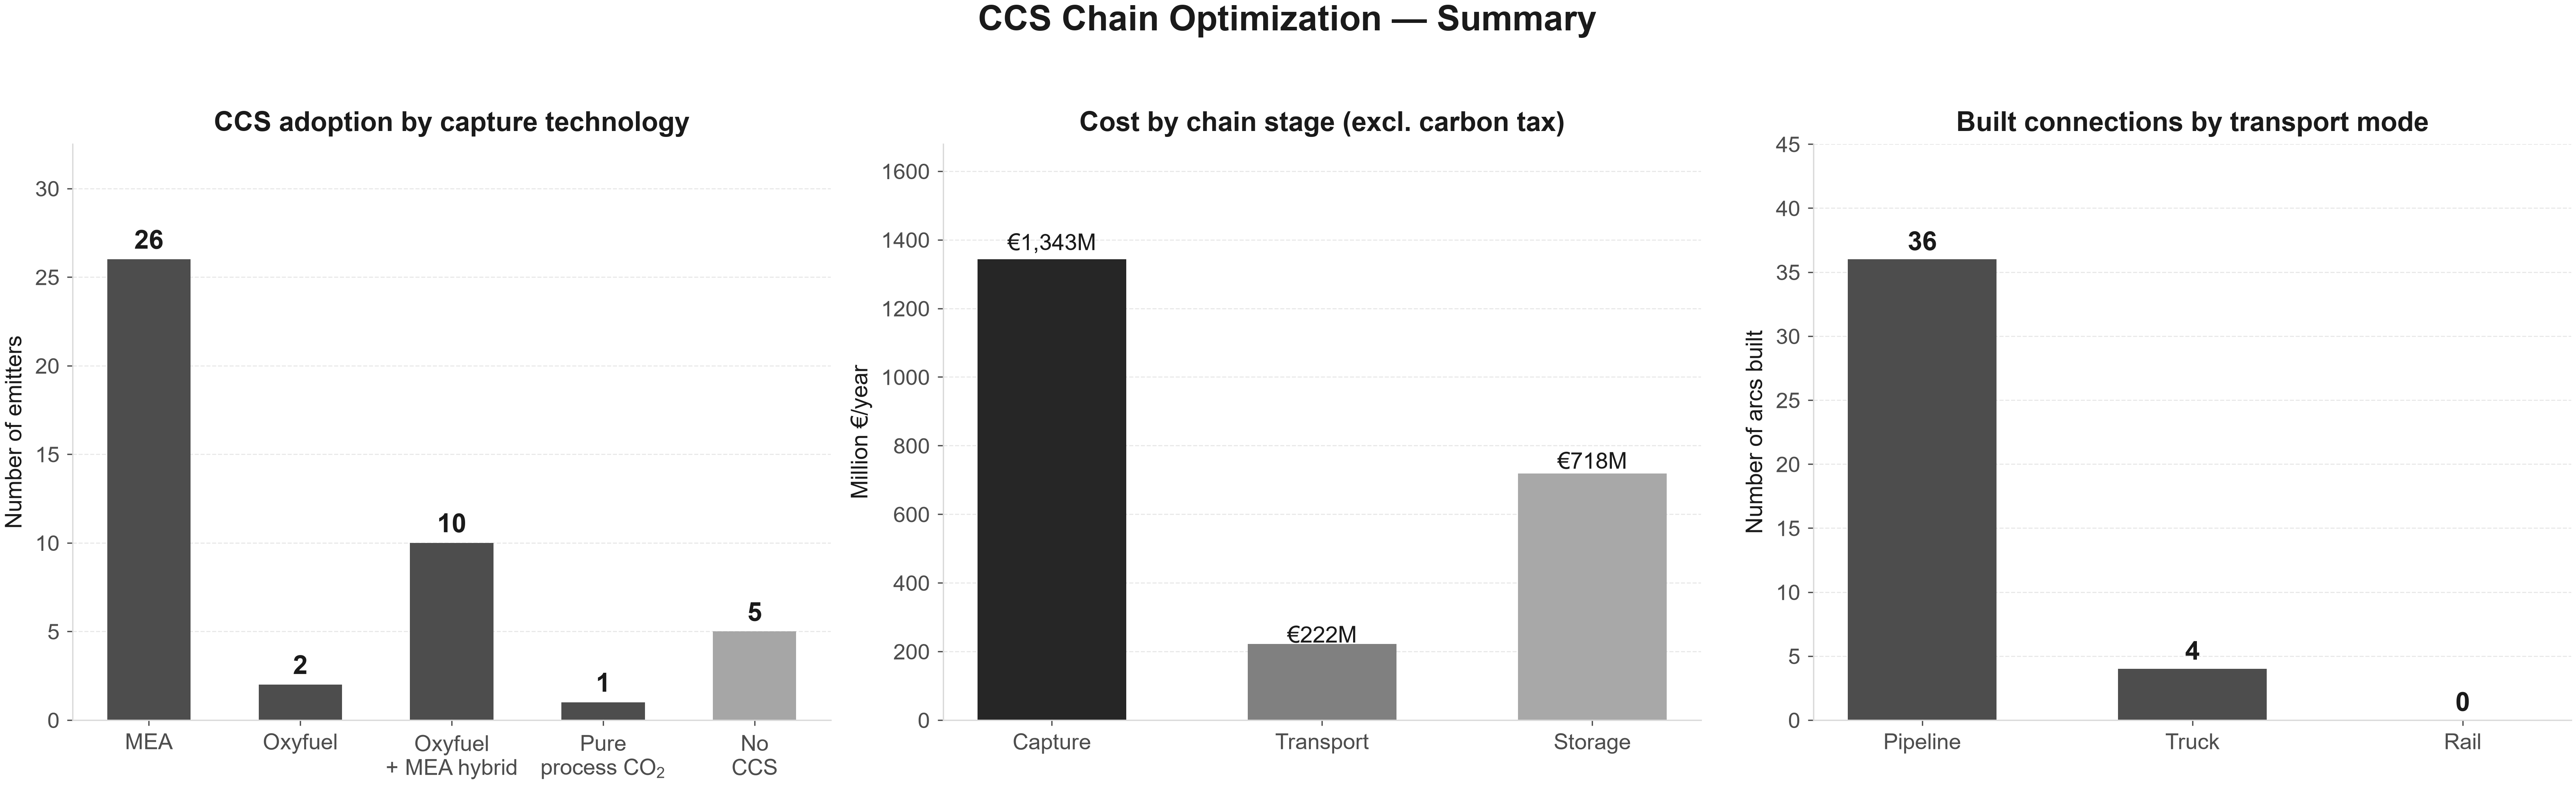 CCS Chain Optimization — Summary
CCS adoption by capture technology
Number of emitters
30
25
20
15
10
5
0
26
2
10
1
5
MEA
Oxyfuel
Oxyfuel
+ MEA hybrid
Pure
process CO₂
No
CCS
Cost by chain stage (excl. carbon tax)
Million €/year
1600
1400
1200
1000
800
600
400
200
0
€1,343M
€222M
€718M
Capture
Transport
Storage
Built connections by transport mode
Number of arcs built
45
40
35
30
25
20
15
10
5
0
36
4
0
Pipeline
Truck
Rail